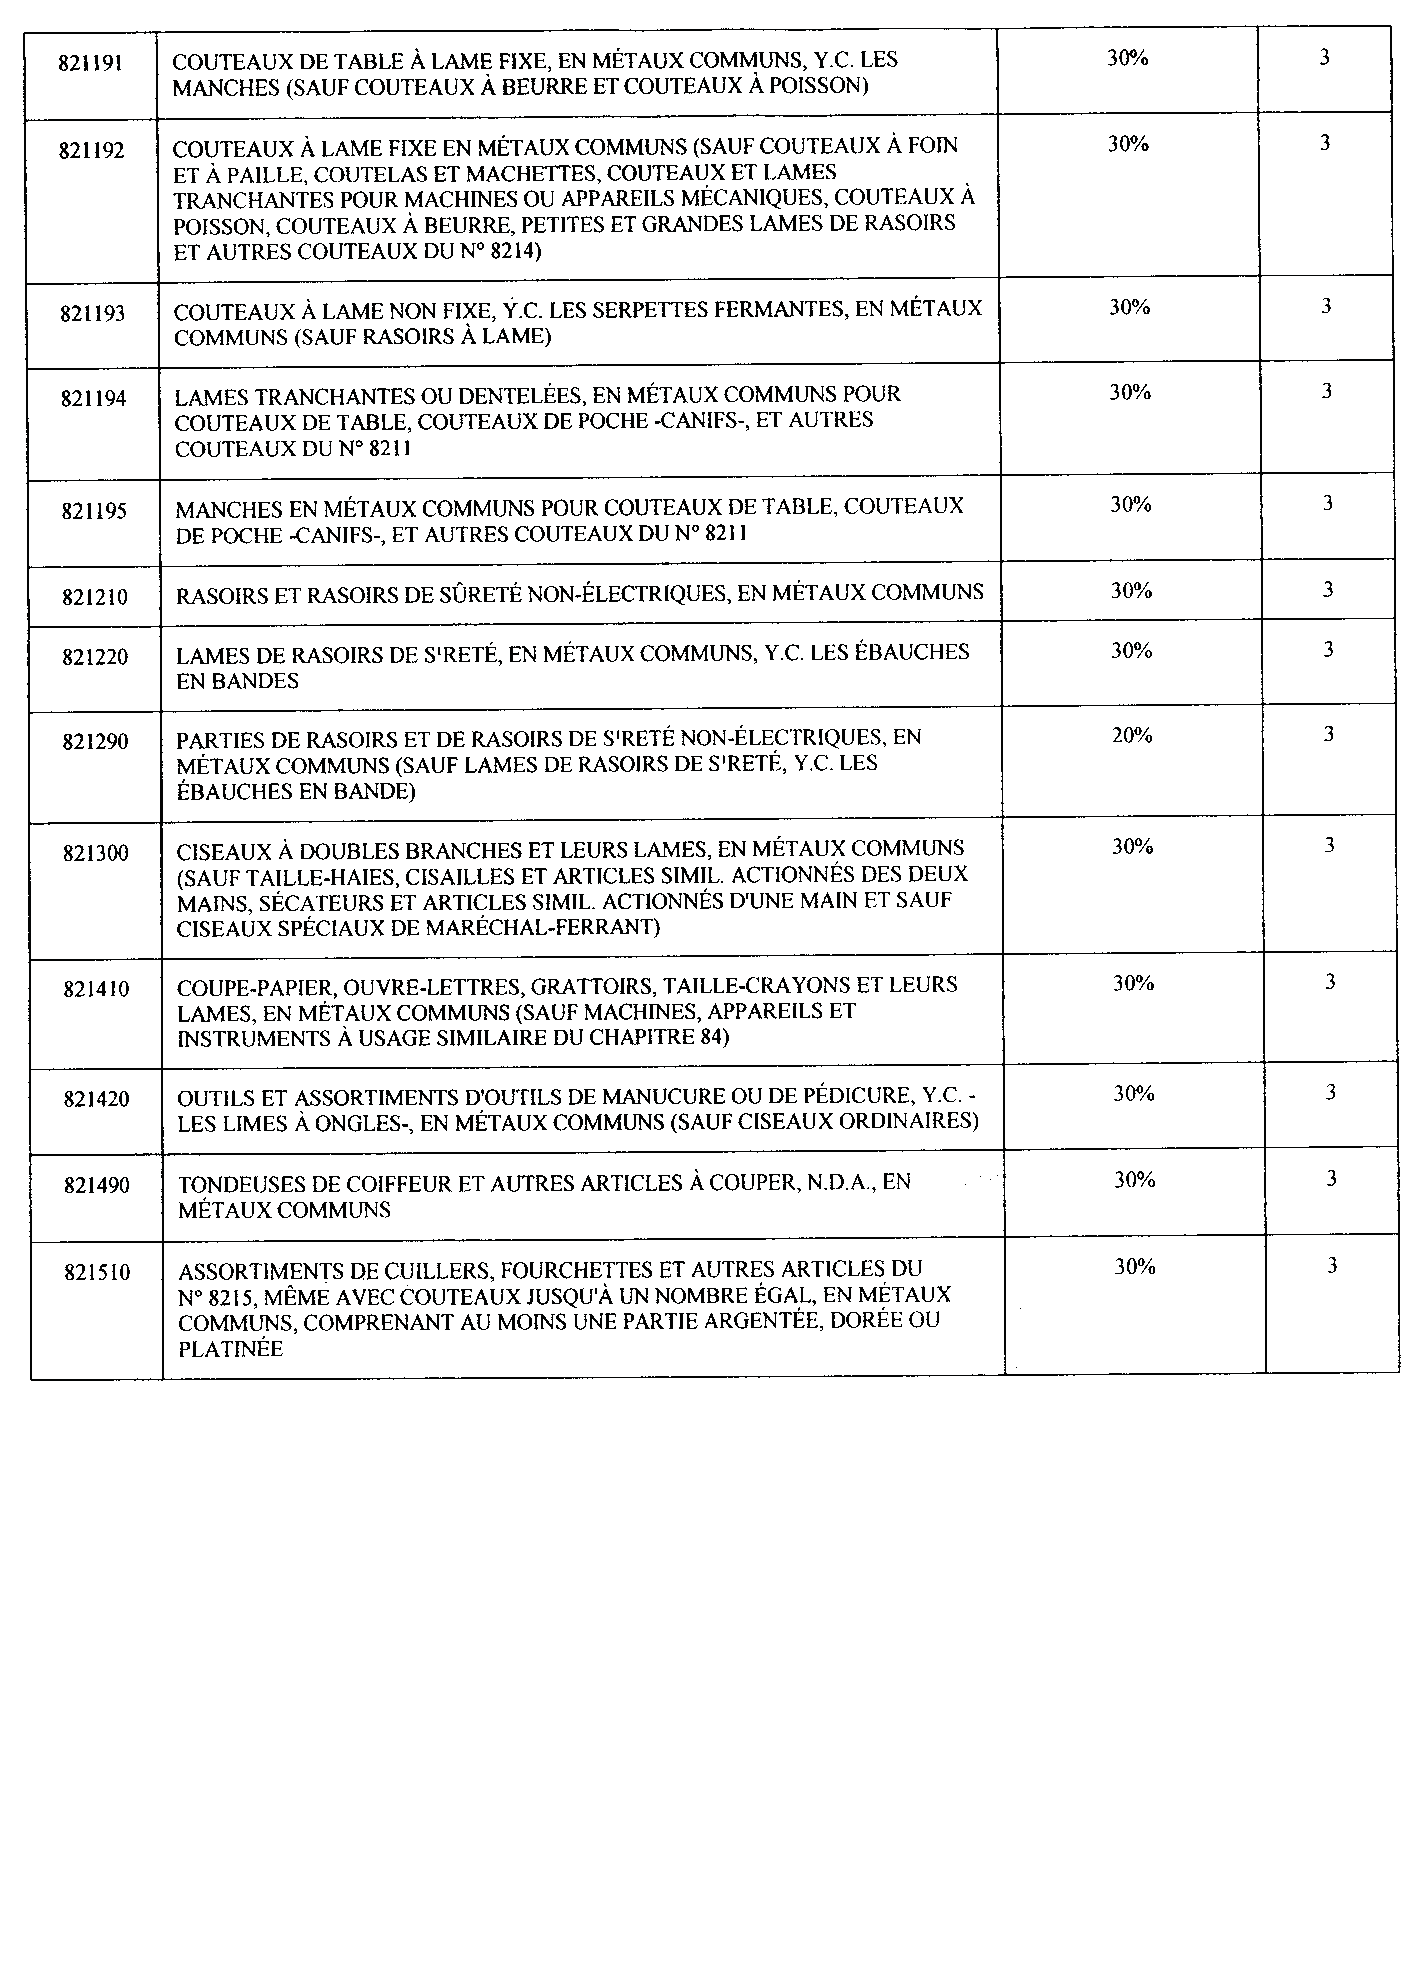 821191 COUTEAUX DE TABLE À LAME FIXE, EN MÉTAUX COMMUNS, Y.C. LES 30% 3
MANCHES (SAUF COUTEAUX À BEURRE ET COUTEAUX À POISSON)
821192 COUTEAUX À LAME FIXE EN MÉTAUX COMMUNS (SAUF COUTEAUX À FOIN 30% 3
ET À PAILLE, COUTELAS ET MACHETTES, COUTEAUX ET LAMES
TRANCHANTES POUR MACHINES OU APPAREILS MÉCANIQUES, COUTEAUX À
POISSON, COUTEAUX À BEURRE, PETITES ET GRANDES LAMES DE RASOIRS
ET AUTRES COUTEAUX DU N° 8214)
821193 COUTEAUX À LAME NON FIXE, Y.C. LES SERPETTES FERMANTES, EN MÉTAUX 30% 3
COMMUNS (SAUF RASOIRS À LAME)
821194 LAMES TRANCHANTES OU DENTELÉES, EN MÉTAUX COMMUNS POUR 30% 3
COUTEAUX DE TABLE, COUTEAUX DE POCHE -CANIFS-, ET AUTRES
COUTEAUX DU N° 8211
821195 MANCHES EN MÉTAUX COMMUNS POUR COUTEAUX DE TABLE, COUTEAUX 30% 3
DE POCHE -CANIFS-, ET AUTRES COUTEAUX DU N° 8211
821210 RASOIRS ET RASOIRS DE SÛRETÉ NON-ÉLECTRIQUES, EN MÉTAUX COMMUNS 30% 3
821220 LAMES DE RASOIRS DE S'RETÉ, EN MÉTAUX COMMUNS, Y.C. LES ÉBAUCHES 30% 3
EN BANDES
821290 PARTIES DE RASOIRS ET DE RASOIRS DE S'RETÉ NON-ÉLECTRIQUES, EN 20% 3
MÉTAUX COMMUNS (SAUF LAMES DE RASOIRS DE S'RETÉ, Y.C. LES
ÉBAUCHES EN BANDE)
821300 CISEAUX À DOUBLES BRANCHES ET LEURS LAMES, EN MÉTAUX COMMUNS 30% 3
(SAUF TAILLE-HAIES, CISAILLES ET ARTICLES SIMIL. ACTIONNÉS DES DEUX
MAINS, SÉCATEURS ET ARTICLES SIMIL. ACTIONNÉS D'UNE MAIN ET SAUF
CISEAUX SPÉCIAUX DE MARÉCHAL-FERRANT)
821410 COUPE-PAPIER, OUVRE-LETTRES, GRATTOIRS, TAILLE-CRAYONS ET LEURS 30% 3
LAMES, EN MÉTAUX COMMUNS (SAUF MACHINES, APPAREILS ET
INSTRUMENTS À USAGE SIMILAIRE DU CHAPITRE 84)
821420 OUTILS ET ASSORTIMENTS D'OUTILS DE MANUCURE OU DE PÉDICURE, Y.C. - 30% 3
LES LIMES À ONGLES-, EN MÉTAUX COMMUNS (SAUF CISEAUX ORDINAIRES)
821490 TONDEUSES DE COIFFEUR ET AUTRES ARTICLES À COUPER, N.D.A., EN 30% 3
MÉTAUX COMMUNS
821510 ASSORTIMENTS DE CUILLERS, FOURCHETTES ET AUTRES ARTICLES DU 30% 3
N° 8215, MÊME AVEC COUTEAUX JUSQU'À UN NOMBRE ÉGAL, EN MÉTAUX
COMMUNS, COMPRENANT AU MOINS UNE PARTIE ARGENTÉE, DORÉE OU
PLATINÉE